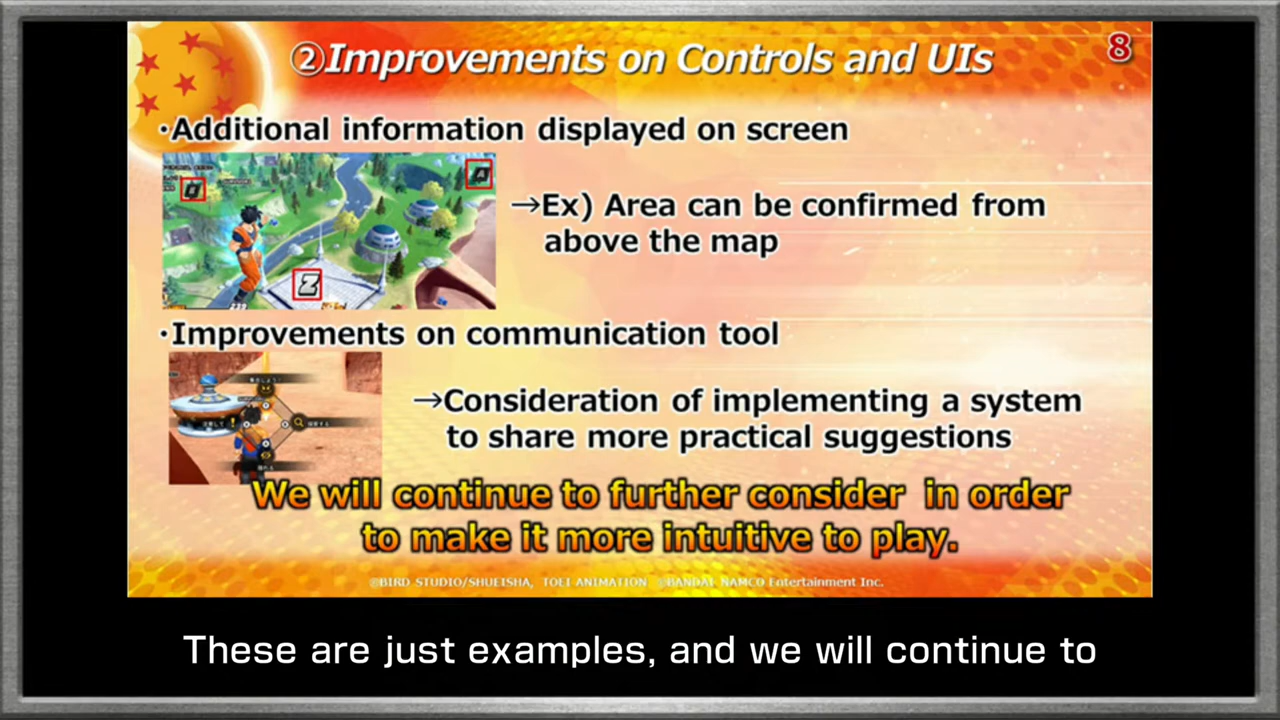 ②Improvements on Controls and UIs
8
・Additional information displayed on screen
A
Z
→Ex) Area can be confirmed from
above the map
・Improvements on communication tool
→Consideration of implementing a system
to share more practical suggestions
We will continue to further consider in order
to make it more intuitive to play.
©BIRD STUDIO/SHUEISHA, TOEI ANIMATION ©BANDAI NAMCO Entertainment Inc.
These are just examples, and we will continue to